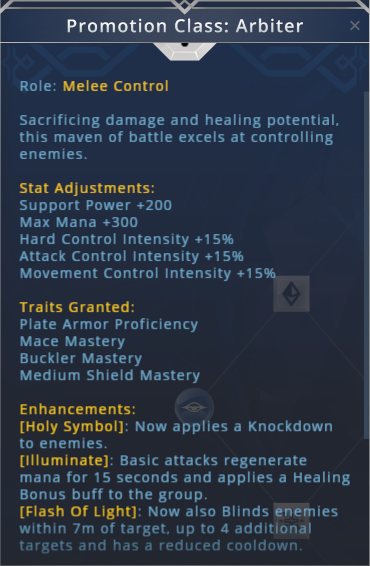 Promotion Class: Arbiter
Role: Melee Control
Sacrificing damage and healing potential,
this maven of battle excels at controlling
enemies.
Stat Adjustments:
Support Power +200
Max Mana +300
Hard Control Intensity +15%
Attack Control Intensity +15%
Movement Control Intensity +15%
Traits Granted:
Plate Armor Proficiency
Mace Mastery
Buckler Mastery
Medium Shield Mastery
Enhancements:
[Holy Symbol]: Now applies a Knockdown
to enemies.
[Illuminate]: Basic attacks regenerate
mana for 15 seconds and applies a Healing
Bonus buff to the group.
[Flash Of Light]: Now also Blinds enemies
within 7m of target, up to 4 additional
targets and has a reduced cooldown.